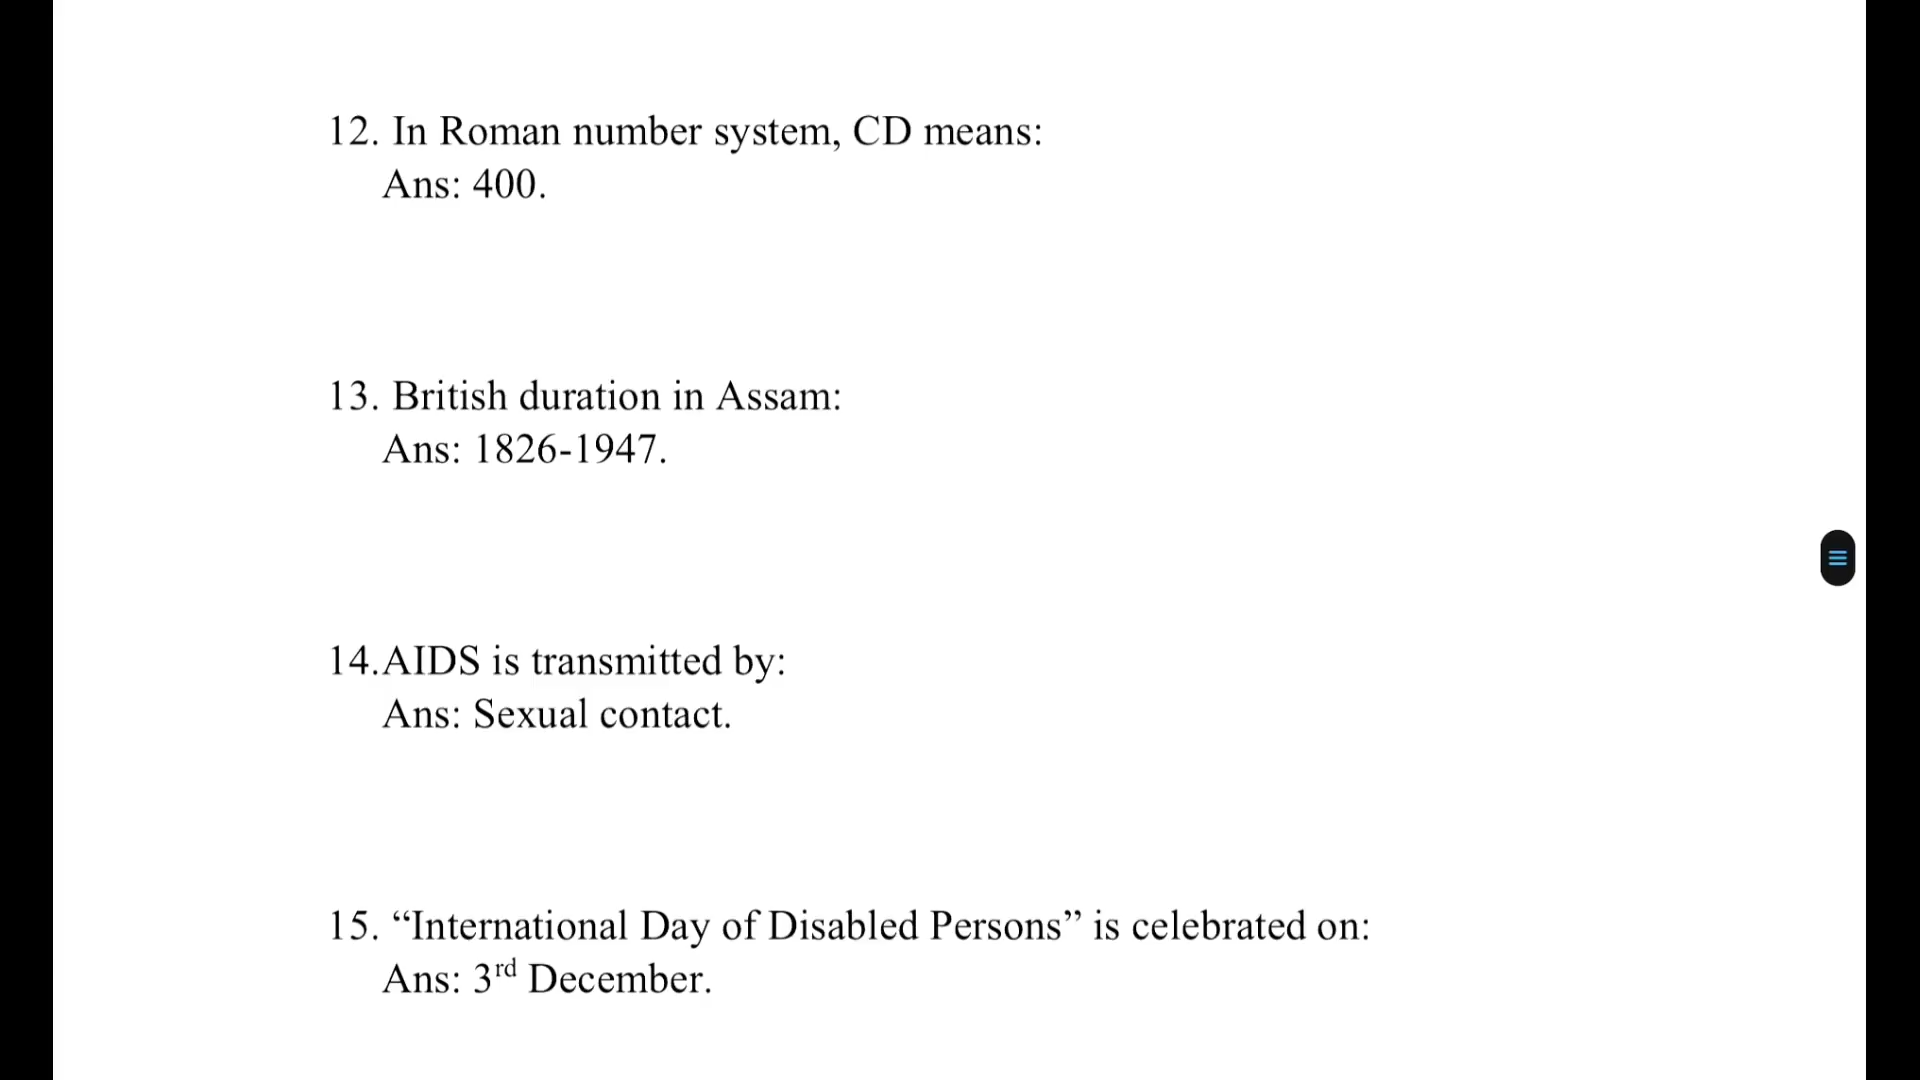 12. In Roman number system, CD means:
Ans: 400.
13. British duration in Assam:
Ans: 1826-1947.
14.AIDS is transmitted by:
Ans: Sexual contact.
15. “International Day of Disabled Persons” is celebrated on:
Ans: 3rd December.